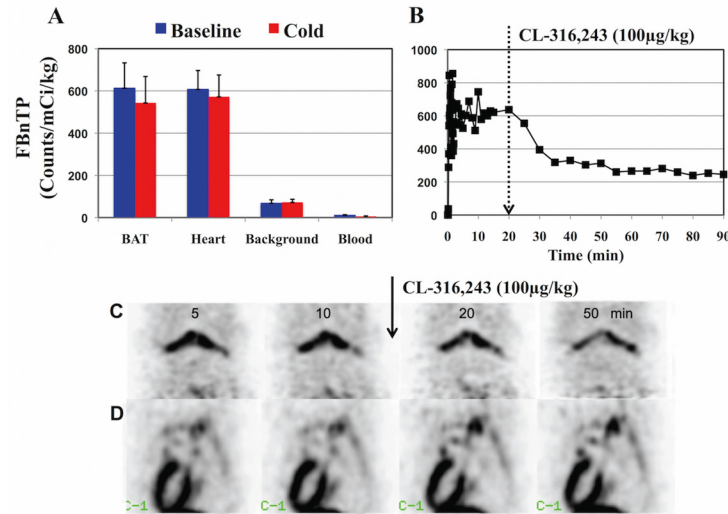 A
Baseline Cold
FBnTP
(Counts/mCi/kg)
800
600
400
200
0
BAT Heart Background Blood
B
CL-316,243 (100µg/kg)
1000
800
600
400
200
0
0 10 20 30 40 50 60 70 80 90
Time (min)
CL-316,243 (100µg/kg)
C 5 10 20 50 min
D
C-1 C-1 C-1 C-1